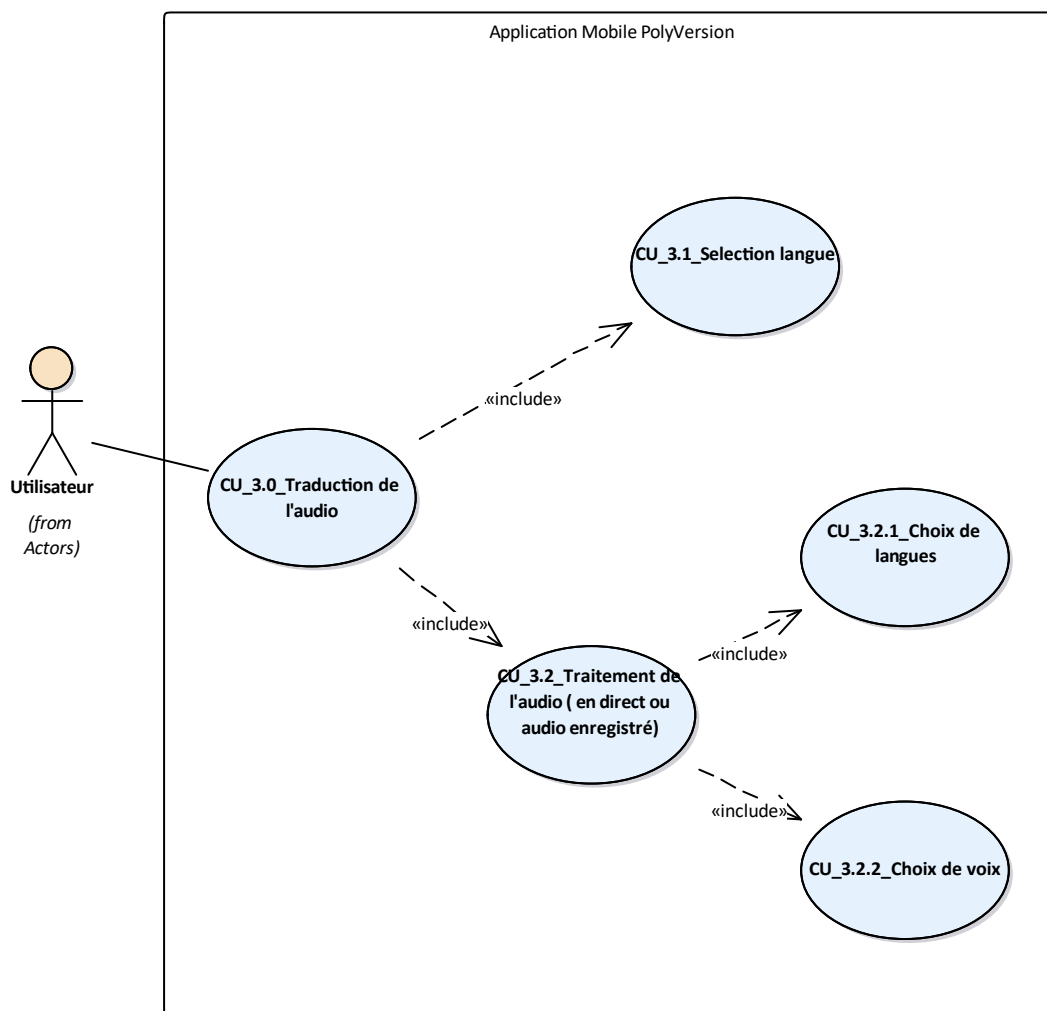 Application Mobile PolyVersion
CU_3.1_Selection langue
«include»
Utilisateur
(from
Actors)
CU_3.0_Traduction de
l'audio
CU_3.2.1_Choix de
langues
«include»
«include»
CU_3.2_Traitement de
l'audio ( en direct ou
audio enregistré)
«include»
CU_3.2.2_Choix de voix